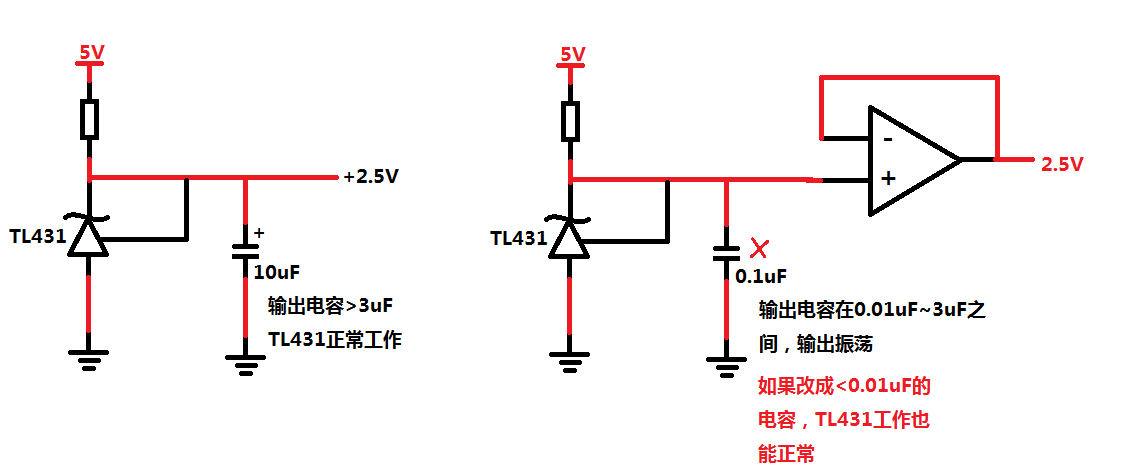 5V
+2.5V
TL431
+
10uF
输出电容>3uF
TL431正常工作
5V
-
+
2.5V
TL431
0.1uF
输出电容在0.01uF~3uF之
间，输出振荡
如果改成<0.01uF的
电容，TL431工作也
能正常